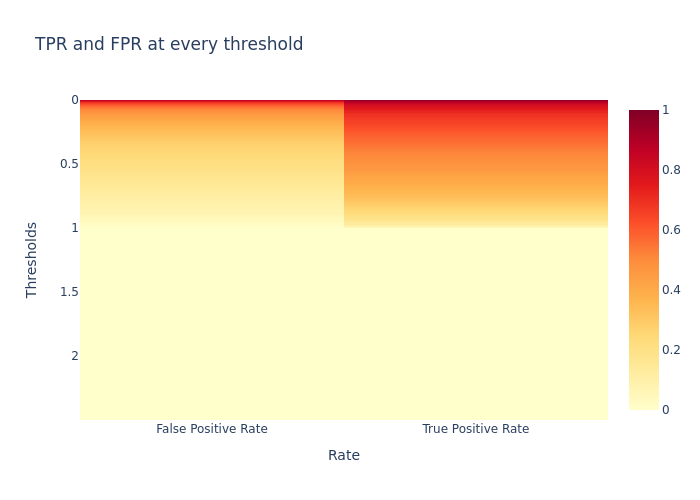 TPR and FPR at every threshold
0
0.5
1
1.5
2
Thresholds
False Positive Rate
True Positive Rate
Rate
1
0.8
0.6
0.4
0.2
0